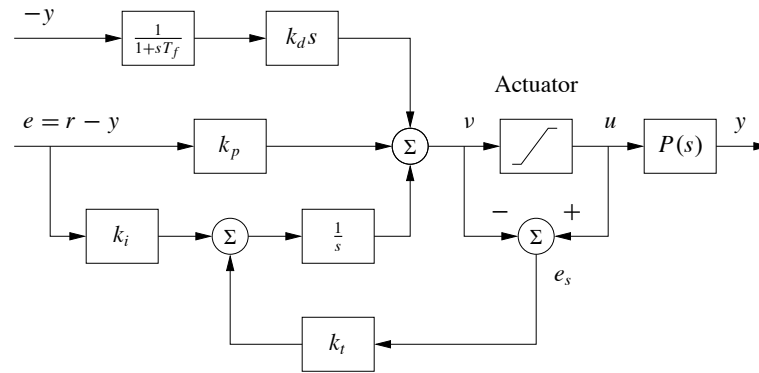 −y
1/(1+sT_f)
k_d s
Actuator
e = r − y
k_p
Σ
ν
u
P(s)
y
k_i
Σ
1/s
−
+
Σ
e_s
k_t